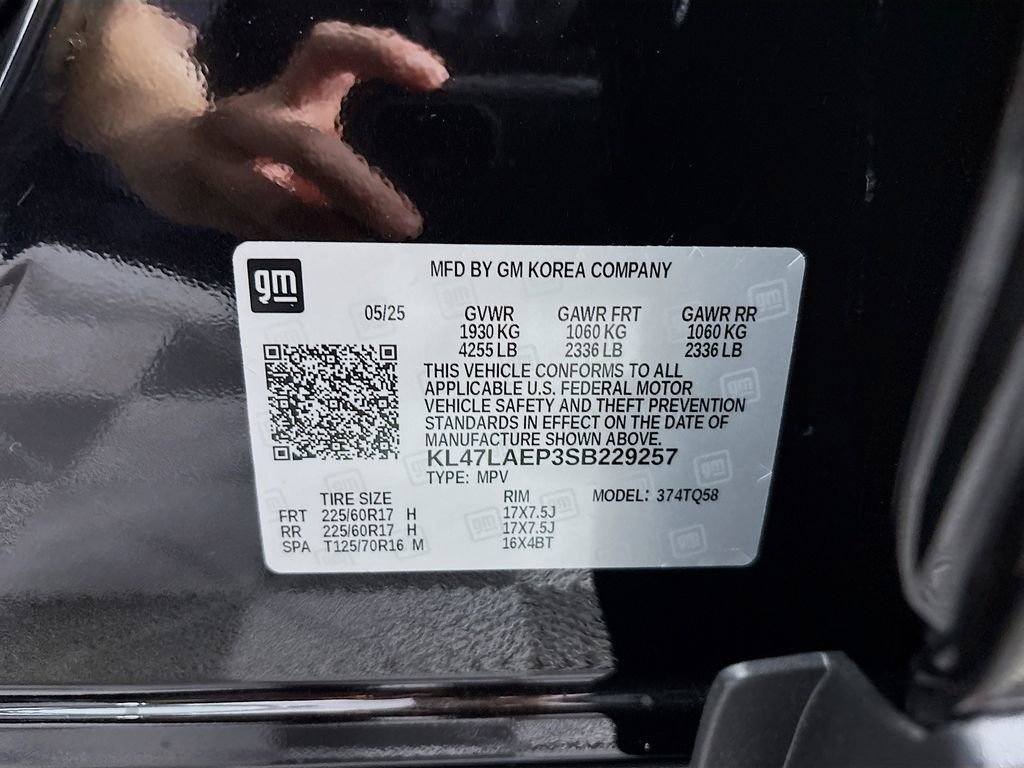 gm
MFD BY GM KOREA COMPANY
05/25 GVWR GAWR FRT GAWR RR
1930 KG 1060 KG 1060 KG
4255 LB 2336 LB 2336 LB
THIS VEHICLE CONFORMS TO ALL
APPLICABLE U.S. FEDERAL MOTOR
VEHICLE SAFETY AND THEFT PREVENTION
STANDARDS IN EFFECT ON THE DATE OF
MANUFACTURE SHOWN ABOVE.
KL47LAEP3SB229257
TYPE: MPV
TIRE SIZE RIM MODEL: 374TQ58
FRT 225/60R17 H 17X7.5J
RR 225/60R17 H 17X7.5J
SPA T125/70R16 M 16X4BT